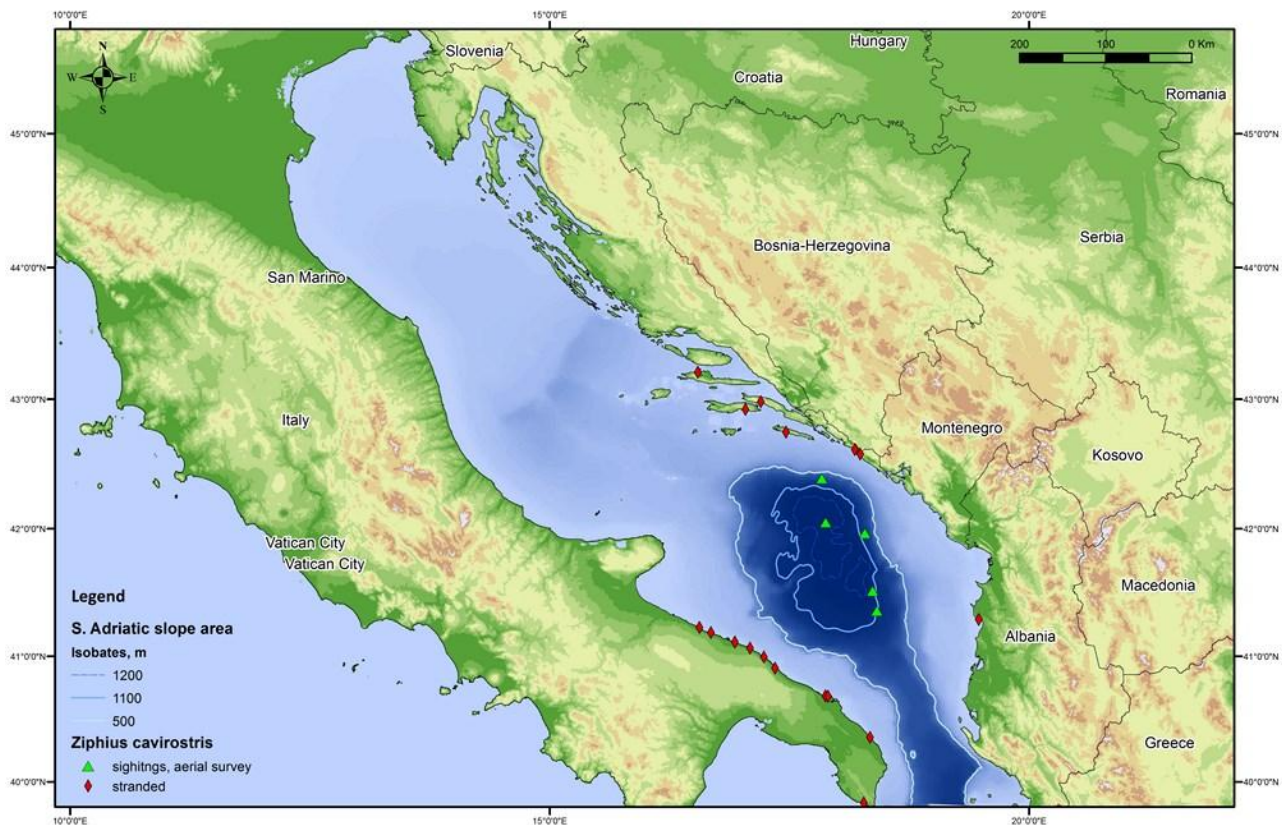 10°0'0"E 15°0'0"E 20°0'0"E
N
W E
S
Slovenia
Hungary
200 100 0 Km
Croatia
Romania
45°0'0"N 45°0'0"N
Bosnia-Herzegovina
Serbia
44°0'0"N 44°0'0"N
San Marino
43°0'0"N 43°0'0"N
Italy
Montenegro
Kosovo
42°0'0"N 42°0'0"N
Vatican City
Vatican City
Macedonia
Albania
41°0'0"N 41°0'0"N
Greece
40°0'0"N 40°0'0"N
Legend
S. Adriatic slope area
Isobates, m
1200
1100
500
Ziphius cavirostris
sighitngs, aerial survey
stranded
10°0'0"E 15°0'0"E 20°0'0"E